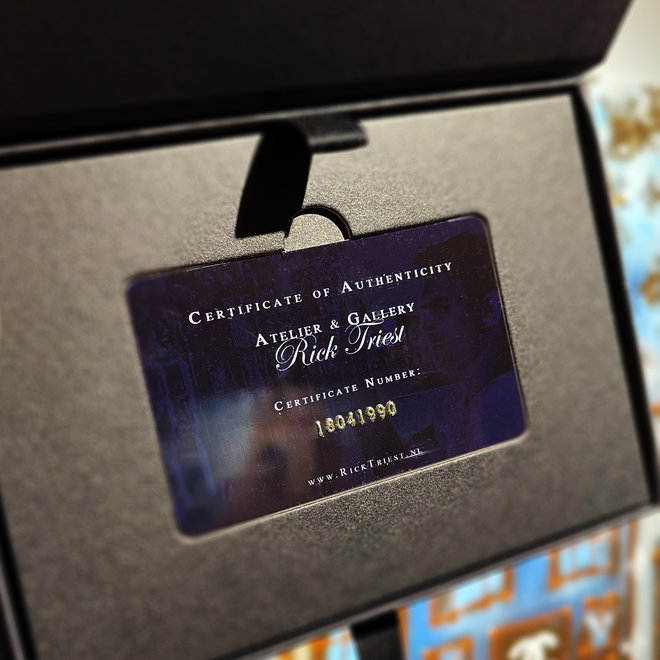 Certificate of Authenticity
Atelier & Gallery
Rick Triest
Certificate Number:
18041990
www.RickTriest.nl